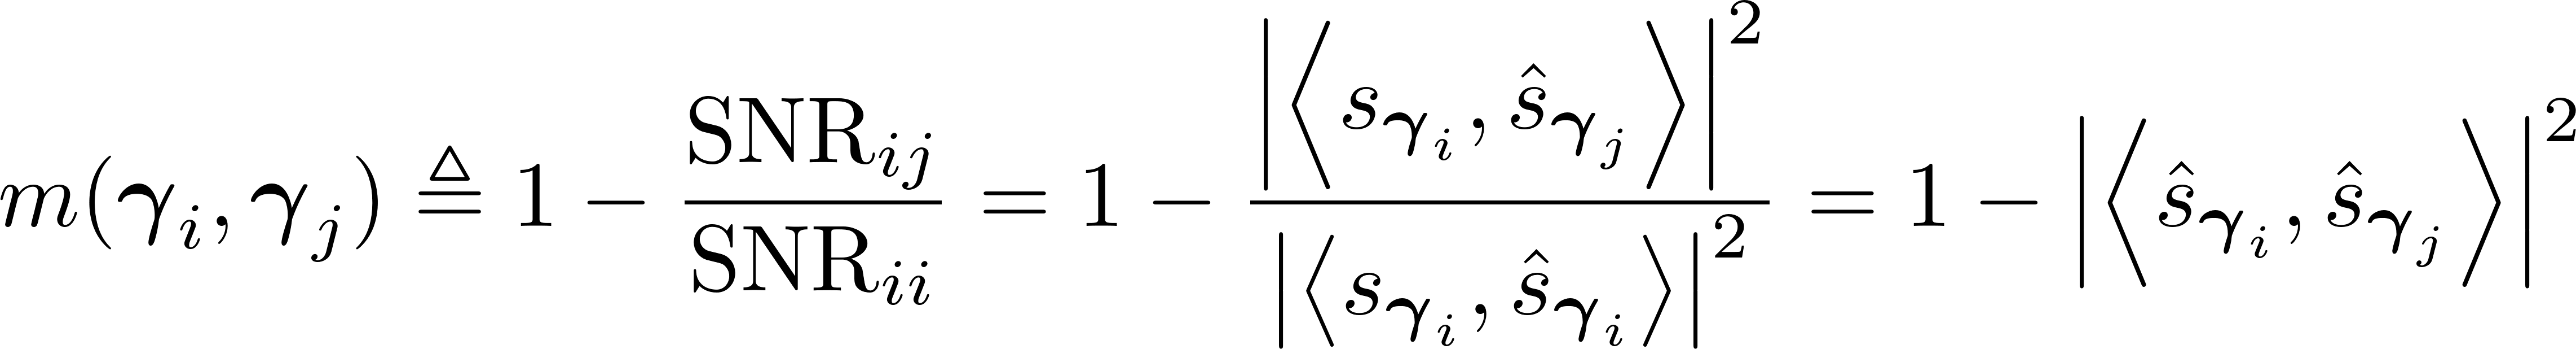 m(γ_i, γ_j) ≜ 1 − SNR_{ij} / SNR_{ii} = 1 − |⟨s_{γ_i}, ŝ_{γ_j}⟩|² / |⟨s_{γ_i}, ŝ_{γ_i}⟩|² = 1 − |⟨ŝ_{γ_i}, ŝ_{γ_j}⟩|²